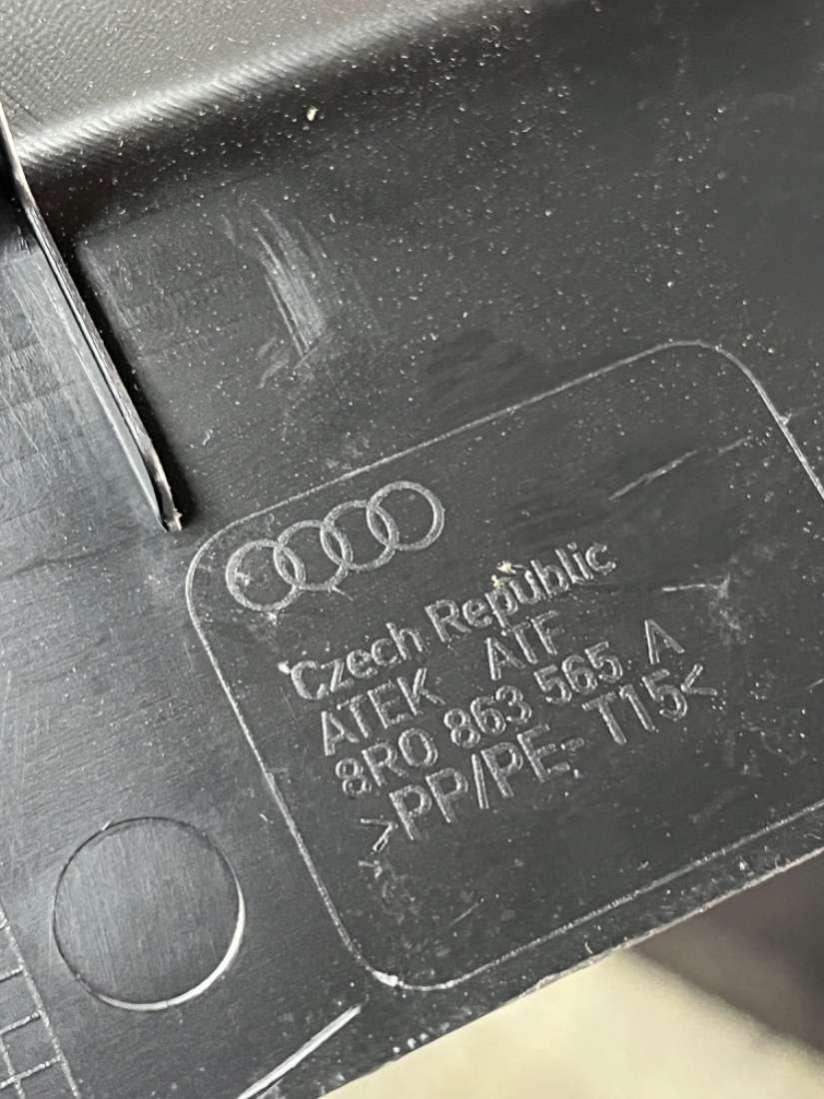 Czech Republic
ATEK ATF
8R0 863 565 A
>PP/PE- T15<